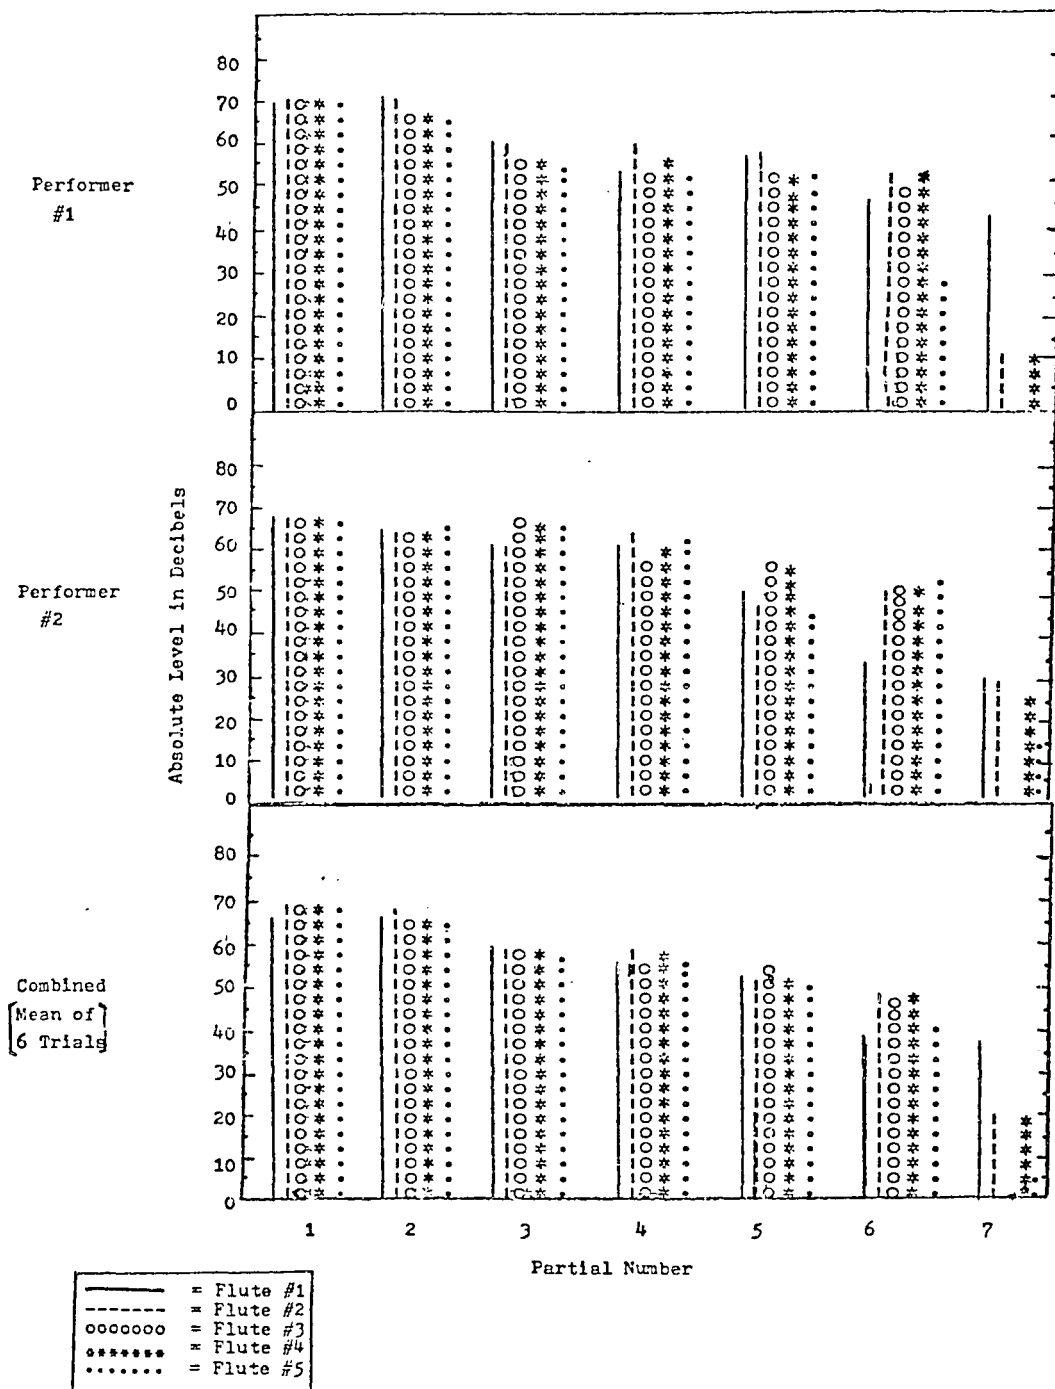 80
70
60
50
40
30
20
10
0
Performer
#1
80
70
60
50
40
30
20
10
0
Performer
#2
Absolute Level in Decibels
80
70
60
50
40
30
20
10
0
Combined
[Mean of
6 Trials]
1 2 3 4 5 6 7
Partial Number
= Flute #1
= Flute #2
= Flute #3
= Flute #4
= Flute #5